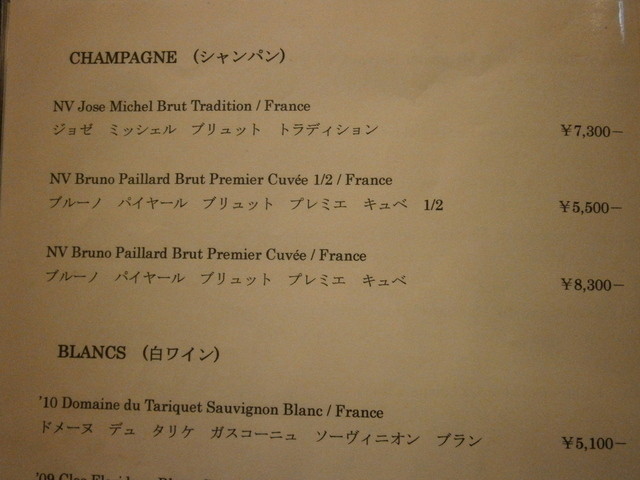 CHAMPAGNE （シャンパン）
NV Jose Michel Brut Tradition / France
ジョゼ ミッシェル ブリュット トラディション ¥7,300−
NV Bruno Paillard Brut Premier Cuvée 1/2 / France
ブルーノ パイヤール ブリュット プレミエ キュベ 1/2 ¥5,500−
NV Bruno Paillard Brut Premier Cuvée / France
ブルーノ パイヤール ブリュット プレミエ キュベ ¥8,300−
BLANCS （白ワイン）
'10 Domaine du Tariquet Sauvignon Blanc / France
ドメーヌ デュ タリケ ガスコーニュ ソーヴィニオン ブラン ¥5,100−
'09